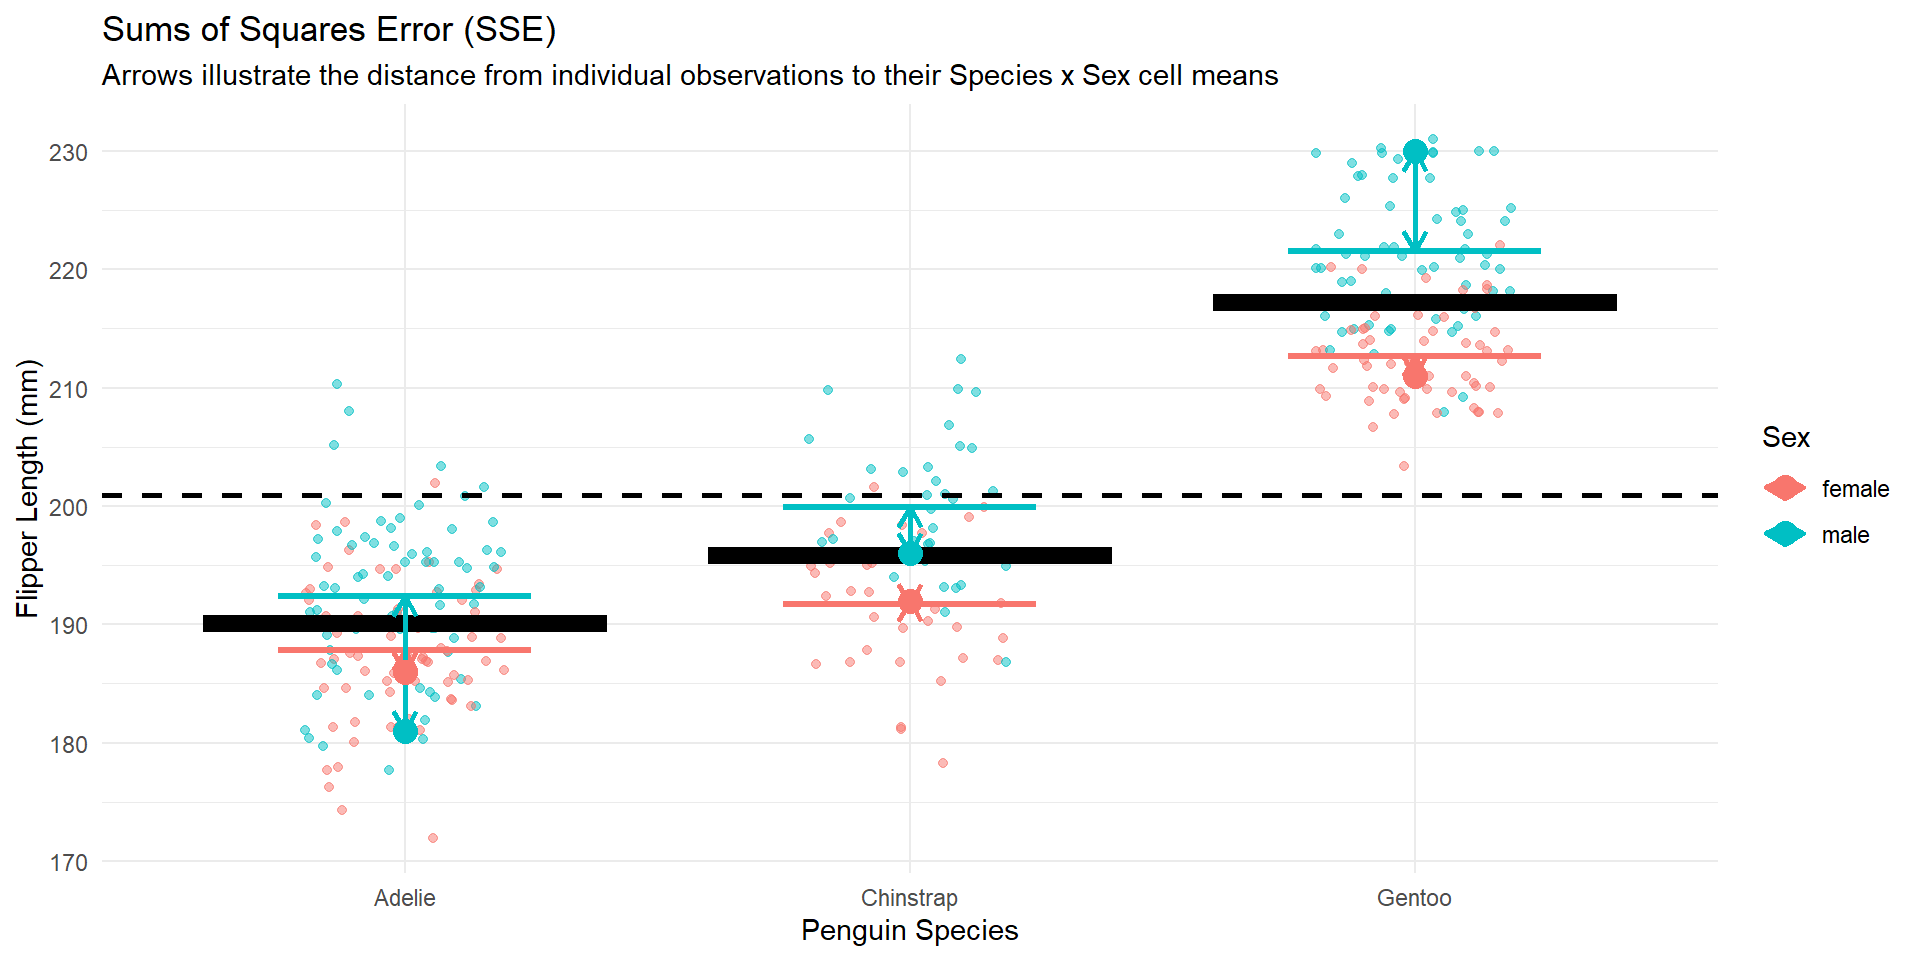 Sums of Squares Error (SSE)
Arrows illustrate the distance from individual observations to their Species x Sex cell means
230
220
210
200
190
180
170
Flipper Length (mm)
Adelie
Chinstrap
Gentoo
Penguin Species
Sex
female
male